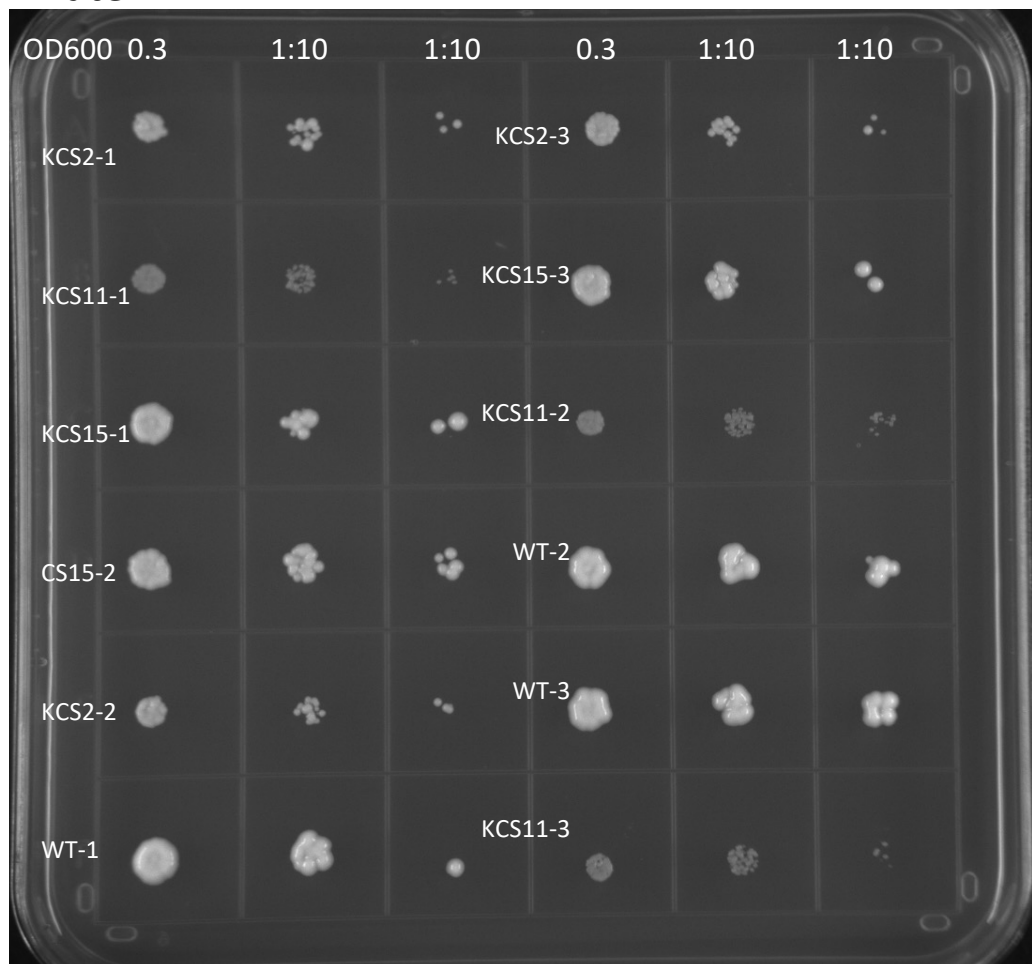 OD600 0.3 1:10 1:10 0.3 1:10 1:10
KCS2-1 KCS2-3
KCS11-1 KCS15-3
KCS15-1 KCS11-2
CS15-2 WT-2
KCS2-2 WT-3
WT-1 KCS11-3